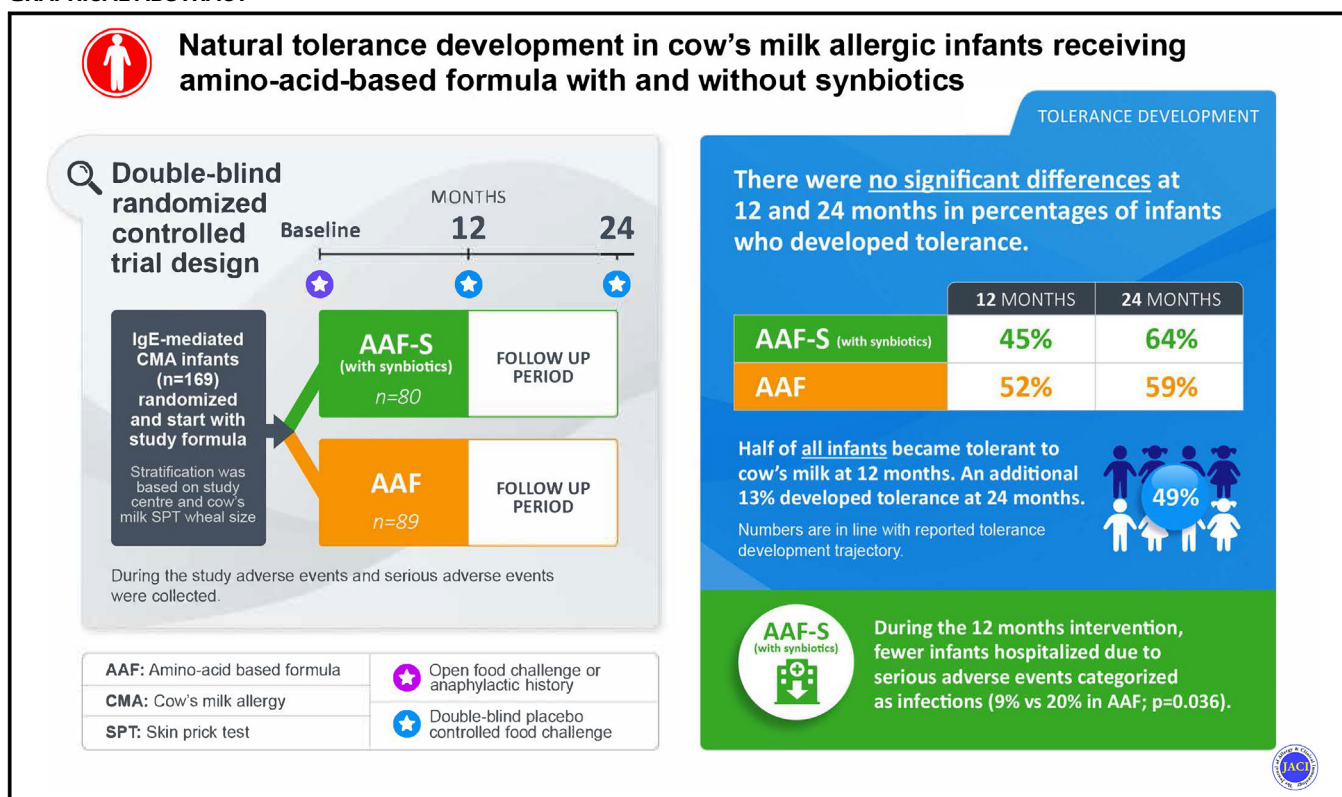 GRAPHICAL ABSTRACT
Natural tolerance development in cow's milk allergic infants receiving
amino-acid-based formula with and without synbiotics
Double-blind
randomized
controlled
trial design
MONTHS
Baseline
12
24
IgE-mediated
CMA infants
(n=169)
randomized
and start with
study formula
Stratification was
based on study
centre and cow's
milk SPT wheal size
AAF-S
(with synbiotics)
n=80
FOLLOW UP
PERIOD
AAF
n=89
FOLLOW UP
PERIOD
During the study adverse events and serious adverse events
were collected.
AAF: Amino-acid based formula
CMA: Cow's milk allergy
SPT: Skin prick test
Open food challenge or
anaphylactic history
Double-blind placebo
controlled food challenge
TOLERANCE DEVELOPMENT
There were no significant differences at
12 and 24 months in percentages of infants
who developed tolerance.
12 MONTHS 24 MONTHS
AAF-S (with synbiotics) 45% 64%
AAF 52% 59%
Half of all infants became tolerant to
cow's milk at 12 months. An additional
13% developed tolerance at 24 months.
Numbers are in line with reported tolerance
development trajectory.
49%
AAF-S
(with synbiotics)
During the 12 months intervention,
fewer infants hospitalized due to
serious adverse events categorized
as infections (9% vs 20% in AAF; p=0.036).
JACI